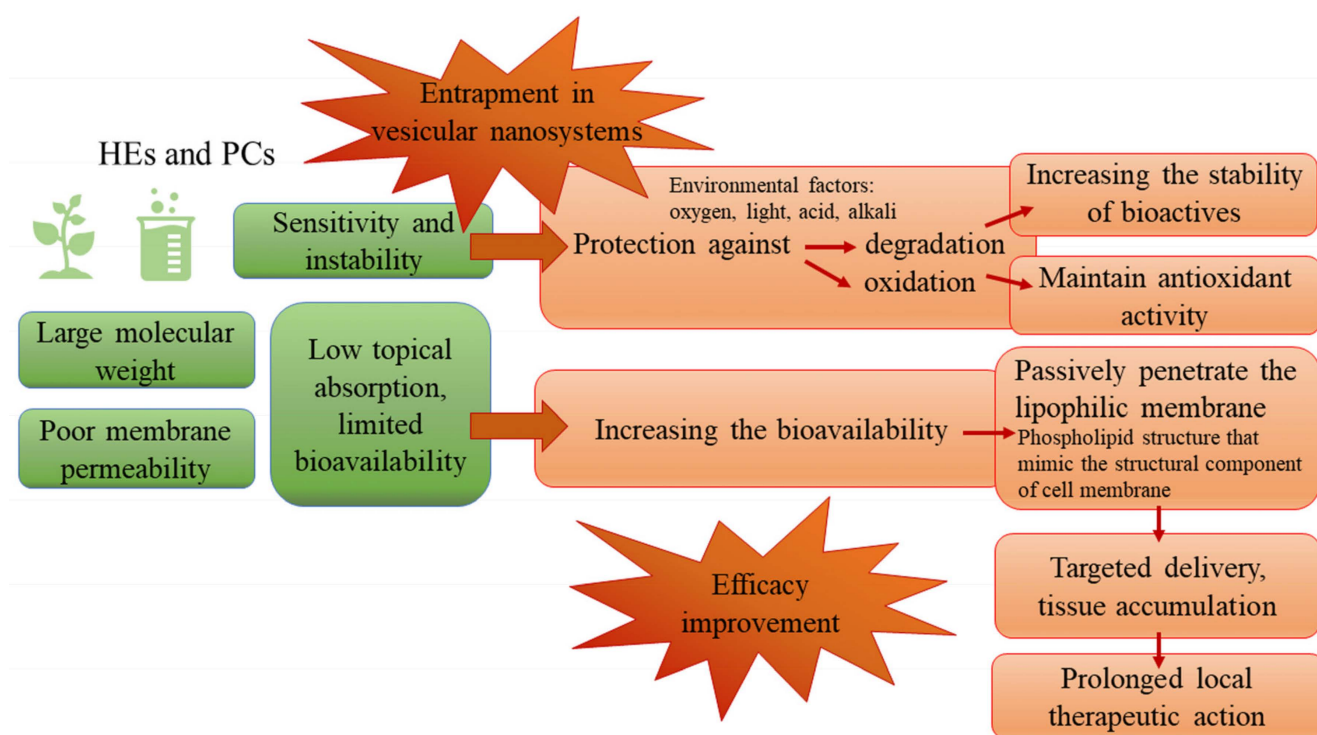 Entrapment in
vesicular nanosystems
HEs and PCs
Sensitivity and
instability
Environmental factors:
oxygen, light, acid, alkali
Protection against
degradation
oxidation
Increasing the stability
of bioactives
Maintain antioxidant
activity
Large molecular
weight
Poor membrane
permeability
Low topical
absorption,
limited
bioavailability
Increasing the bioavailability
Passively penetrate the
lipophilic membrane
Phospholipid structure that
mimic the structural component
of cell membrane
Efficacy
improvement
Targeted delivery,
tissue accumulation
Prolonged local
therapeutic action